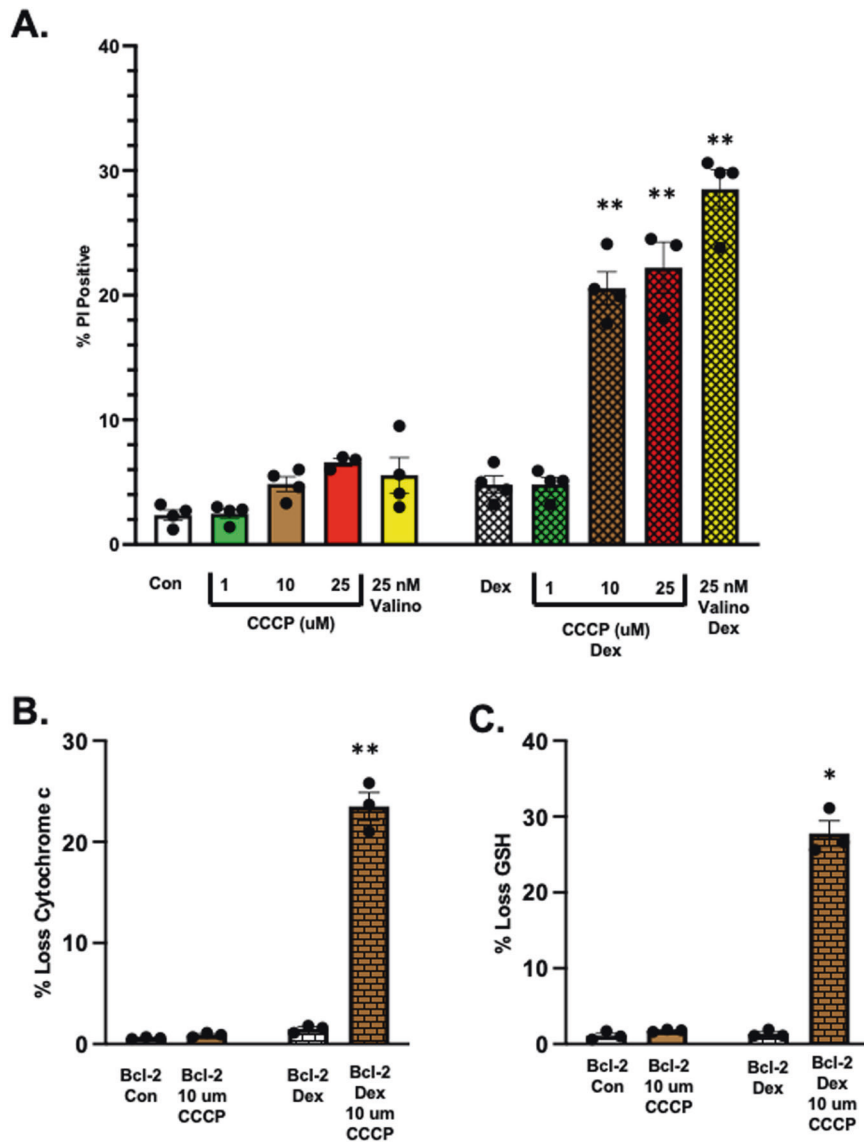 A.
40
30
20
10
0
% PI Positive
**
**
**
Con
1
10
25
CCCP (uM)
25 nM
Valino
Dex
1
10
25
CCCP (uM)
Dex
25 nM
Valino
Dex
B.
30
20
10
0
% Loss Cytochrome c
**
Bcl-2
Con
Bcl-2
10 um
CCCP
Bcl-2
Dex
Bcl-2
Dex
10 um
CCCP
C.
40
30
20
10
0
% Loss GSH
*
Bcl-2
Con
Bcl-2
10 um
CCCP
Bcl-2
Dex
Bcl-2
Dex
10 um
CCCP